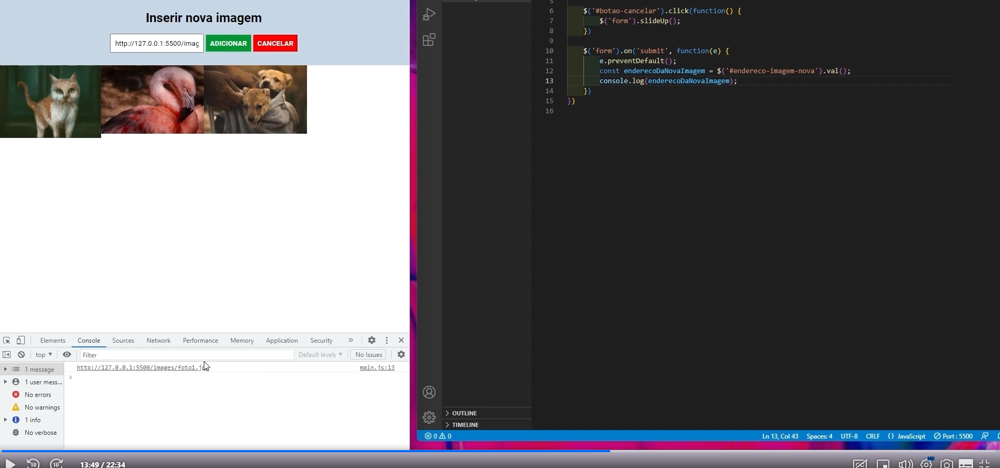 Inserir nova imagem
http://127.0.0.1:5500/imag
ADICIONAR
CANCELAR
6 $('#botao-cancelar').click(function() {
7 $('form').slideUp();
8 })
9
10 $('form').on('submit', function(e) {
11 e.preventDefault();
12 const enderecoDaNovaImagem = $('#endereco-imagem-nova').val();
13 console.log(enderecoDaNovaImagem);
14 })
15 })
16
Elements Console Sources Network Performance Memory Application Security »
top Filter Default levels No Issues
1 message
1 user mess...
No errors
No warnings
1 info
No verbose
http://127.0.0.1:5500/images/foto1.jp
main.js:13
OUTLINE
TIMELINE
0 0
Ln 13, Col 43 Spaces: 4 UTF-8 CRLF {} JavaScript Port : 5500
10 10 13:49 / 22:34
HD